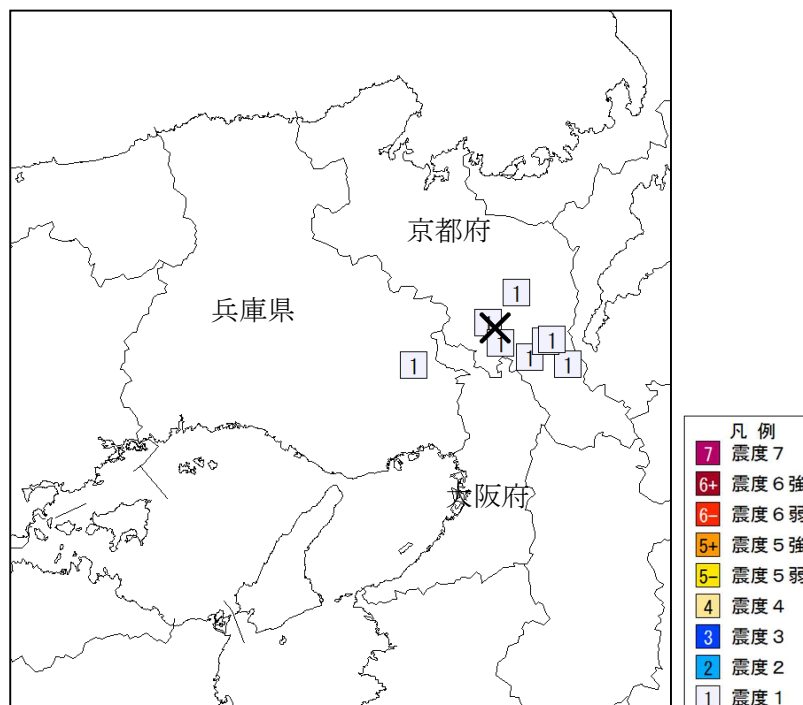 京都府
1
兵庫県
1
1
1
1
1
1
大阪府
凡 例
7 震度７
6+ 震度６強
6− 震度６弱
5+ 震度５強
5− 震度５弱
4 震度４
3 震度３
2 震度２
1 震度１